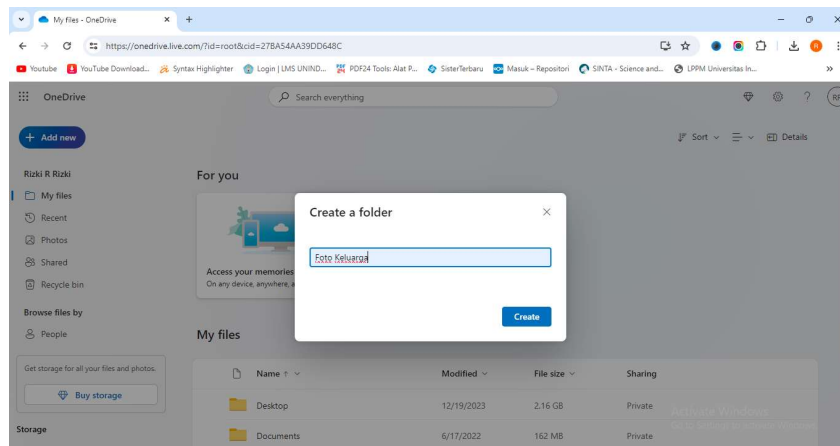 My files - OneDrive
https://onedrive.live.com/?id=root&cid=27BA54AA39DD648C
Youtube YouTube Download... Syntax Highlighter Login | LMS UNIND... PDF24 Tools: Alat P... SisterTerbaru Masuk – Repositori SINTA - Science and... LPPM Universitas In...
OneDrive Search everything
+ Add new Sort Details
Rizki R Rizki
For you
My files
Recent
Photos
Shared
Recycle bin
Create a folder
Foto Keluarga
Create
Access your memories
On any device, anywhere, a
Browse files by
People
My files
Get storage for all your files and photos.
Buy storage
Name Modified File size Sharing
Desktop 12/19/2023 2.16 GB Private
Documents 6/17/2022 162 MB Private
Storage
Activate Windows